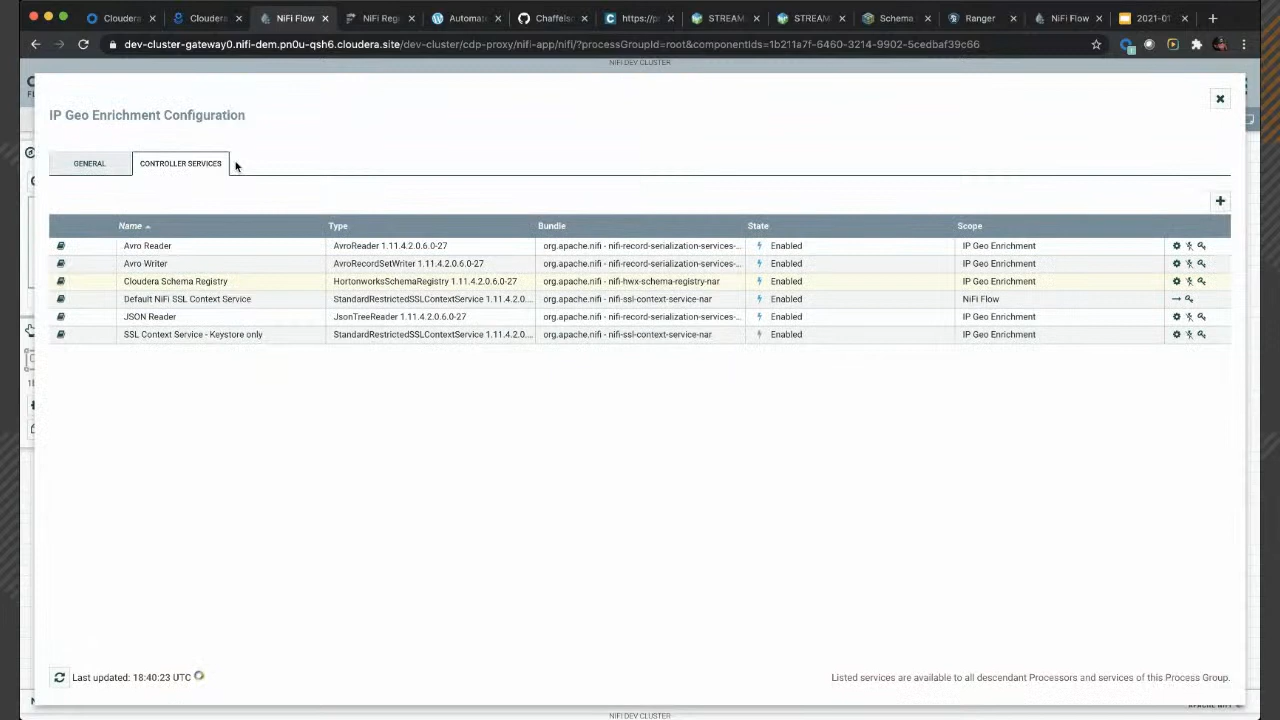 Clouders
Clouders
NiFi Flow
NiFi Regi
Automate
Chaffelso
https://p
STREAM
STREAM
Schema
Ranger
NiFi Flow
2021-01
dev-cluster-gateway0.nifi-dem.pn0u-qsh6.cloudera.site/dev-cluster/cdp-proxy/nifi-app/nifi/?processGroupId=root&componentIds=1b211a7f-6460-3214-9902-5cedbaf39c66
NIFI DEV CLUSTER
IP Geo Enrichment Configuration
GENERAL
CONTROLLER SERVICES
Name Type Bundle State Scope
Avro Reader AvroReader 1.11.4.2.0.6.0-27 org.apache.nifi - nifi-record-serialization-services-... Enabled IP Geo Enrichment
Avro Writer AvroRecordSetWriter 1.11.4.2.0.6.0-27 org.apache.nifi - nifi-record-serialization-services-... Enabled IP Geo Enrichment
Cloudera Schema Registry HortonworksSchemaRegistry 1.11.4.2.0.6.0-27 org.apache.nifi - nifi-hwx-schema-registry-nar Enabled IP Geo Enrichment
Default NiFi SSL Context Service StandardRestrictedSSLContextService 1.11.4.2.0... org.apache.nifi - nifi-ssl-context-service-nar Enabled NiFi Flow
JSON Reader JsonTreeReader 1.11.4.2.0.6.0-27 org.apache.nifi - nifi-record-serialization-services-... Enabled IP Geo Enrichment
SSL Context Service - Keystore only StandardRestrictedSSLContextService 1.11.4.2.0... org.apache.nifi - nifi-ssl-context-service-nar Enabled IP Geo Enrichment
Last updated: 18:40:23 UTC
Listed services are available to all descendant Processors and services of this Process Group.
NIFI DEV CLUSTER